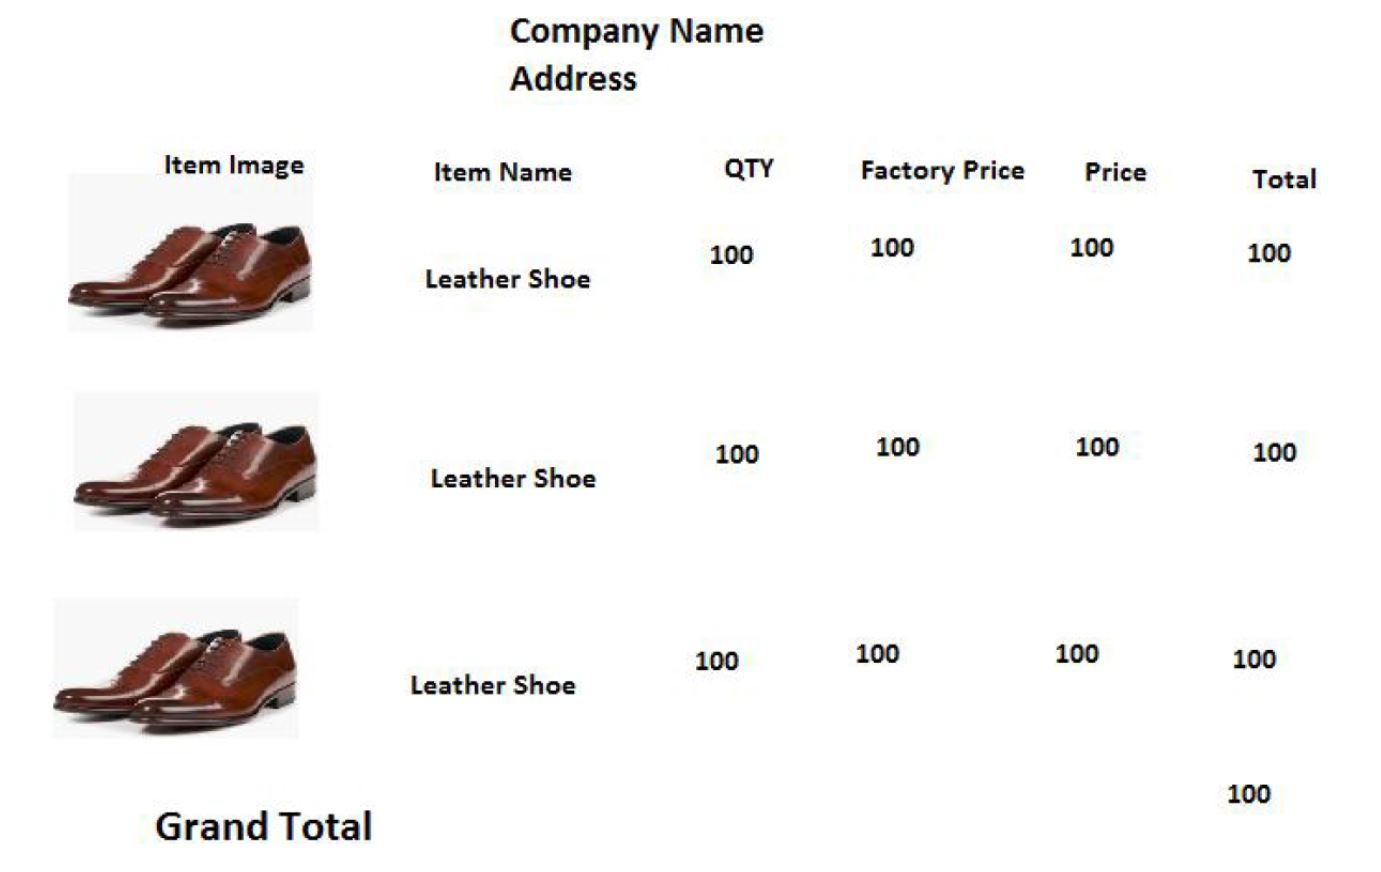 Company Name
Address
Item Image Item Name QTY Factory Price Price Total
Leather Shoe 100 100 100 100
Leather Shoe 100 100 100 100
Leather Shoe 100 100 100 100
100
Grand Total